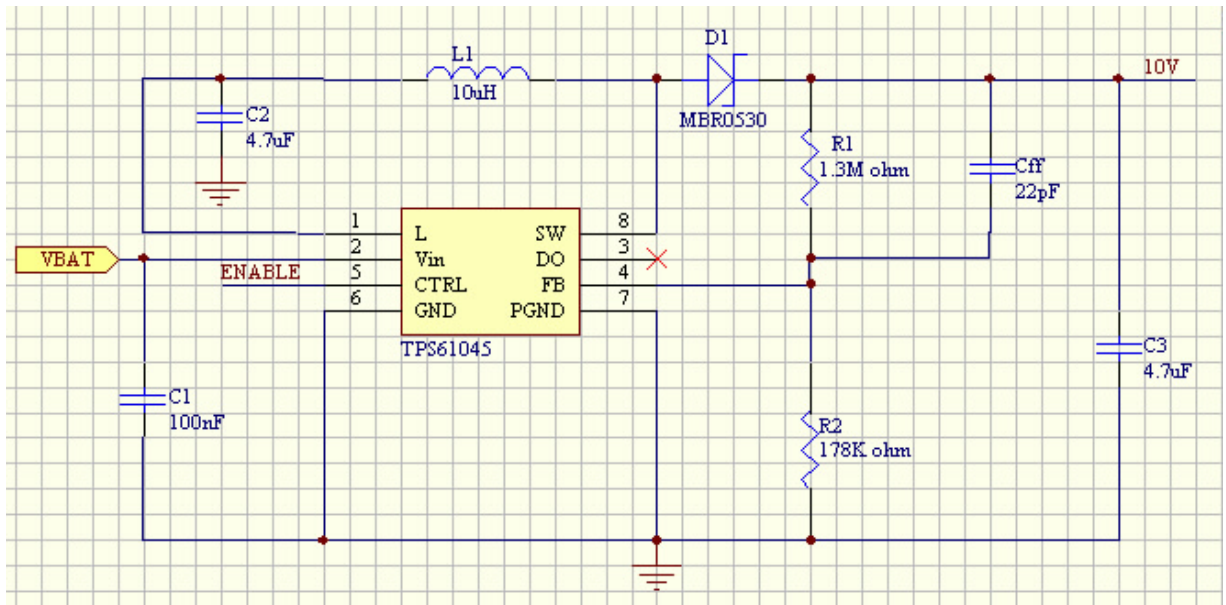 D1
L1
10V
10uH
C2
4.7uF
MBR0530
R1
1.3M ohm
Cff
22pF
1
L
SW
8
2
Vin
DO
3
VBAT
ENABLE
5
CTRL
FB
4
6
GND
PGND
7
TPS61045
C3
4.7uF
C1
100nF
R2
178K ohm